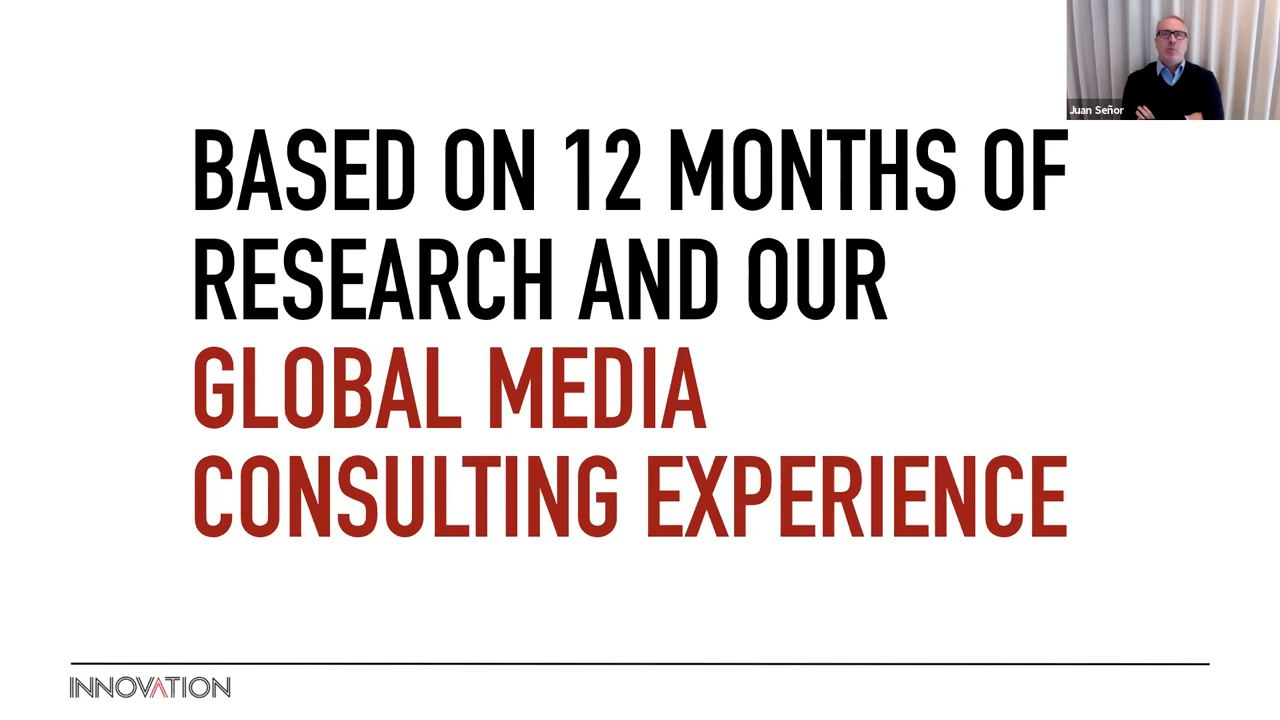 Juan Señor
BASED ON 12 MONTHS OF
RESEARCH AND OUR
GLOBAL MEDIA
CONSULTING EXPERIENCE
INNOVATION